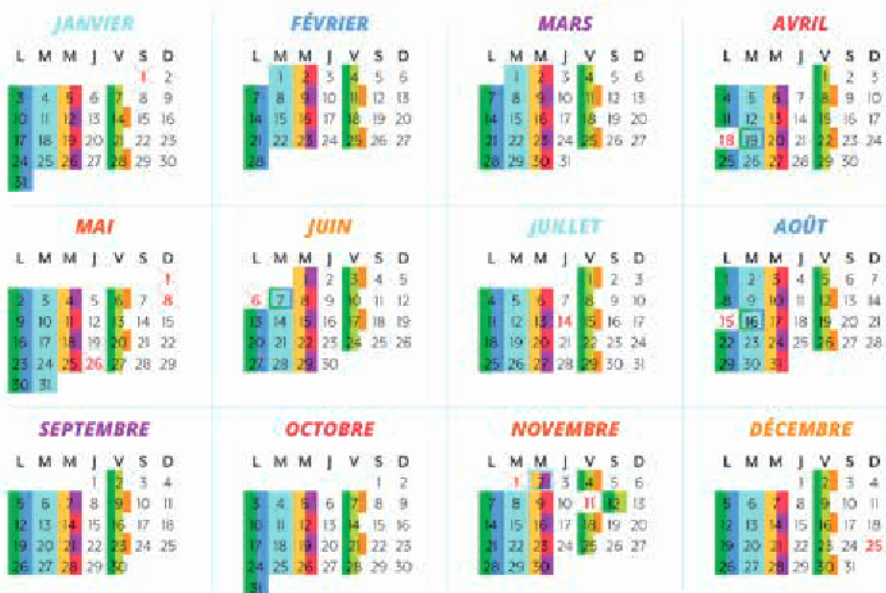 JANVIER
L M M J V S D
1 2
3 4 5 6 7 8 9
10 11 12 13 14 15 16
17 18 19 20 21 22 23
24 25 26 27 28 29 30
31
FÉVRIER
L M M J V S D
1 2 3 4 5 6
7 8 9 10 11 12 13
14 15 16 17 18 19 20
21 22 23 24 25 26 27
28
MARS
L M M J V S D
1 2 3 4 5 6
7 8 9 10 11 12 13
14 15 16 17 18 19 20
21 22 23 24 25 26 27
28 29 30 31
AVRIL
L M M J V S D
1 2 3
4 5 6 7 8 9 10
11 12 13 14 15 16 17
18 19 20 21 22 23 24
25 26 27 28 29 30
MAI
L M M J V S D
1
2 3 4 5 6 7 8
9 10 11 12 13 14 15
16 17 18 19 20 21 22
23 24 25 26 27 28 29
30 31
JUIN
L M M J V S D
1 2 3 4 5
6 7 8 9 10 11 12
13 14 15 16 17 18 19
20 21 22 23 24 25 26
27 28 29 30
JUILLET
L M M J V S D
1 2 3
4 5 6 7 8 9 10
11 12 13 14 15 16 17
18 19 20 21 22 23 24
25 26 27 28 29 30 31
AOÛT
L M M J V S D
1 2 3 4 5 6 7
8 9 10 11 12 13 14
15 16 17 18 19 20 21
22 23 24 25 26 27 28
29 30 31
SEPTEMBRE
L M M J V S D
1 2 3 4
5 6 7 8 9 10 11
12 13 14 15 16 17 18
19 20 21 22 23 24 25
26 27 28 29 30
OCTOBRE
L M M J V S D
1 2
3 4 5 6 7 8 9
10 11 12 13 14 15 16
17 18 19 20 21 22 23
24 25 26 27 28 29 30
31
NOVEMBRE
L M M J V S D
1 2 3 4 5 6
7 8 9 10 11 12 13
14 15 16 17 18 19 20
21 22 23 24 25 26 27
28 29 30
DÉCEMBRE
L M M J V S D
1 2 3 4
5 6 7 8 9 10 11
12 13 14 15 16 17 18
19 20 21 22 23 24 25
26 27 28 29 30 31